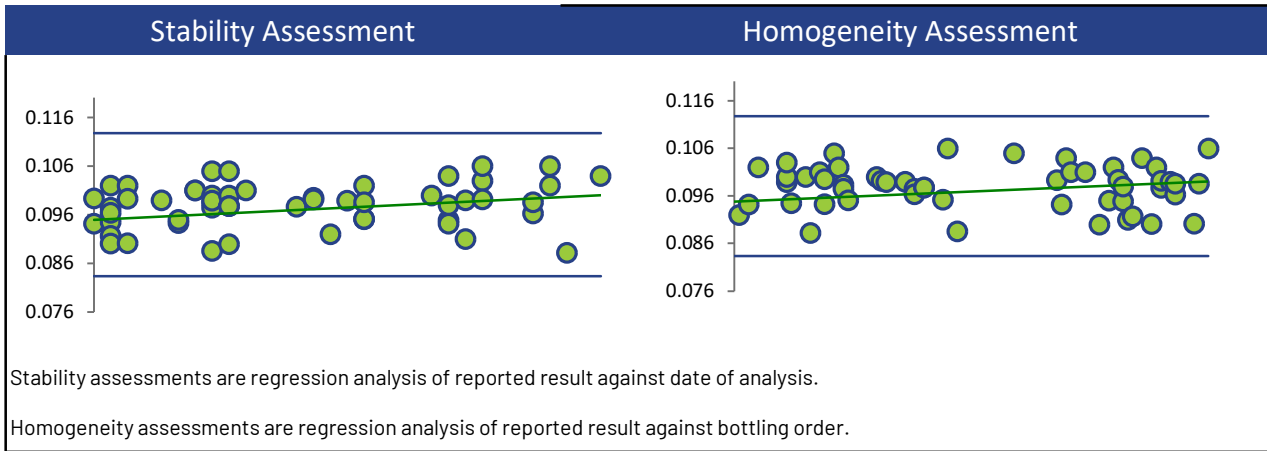 Stability Assessment
Homogeneity Assessment
0.116
0.106
0.096
0.086
0.076
0.116
0.106
0.096
0.086
0.076
Stability assessments are regression analysis of reported result against date of analysis.
Homogeneity assessments are regression analysis of reported result against bottling order.